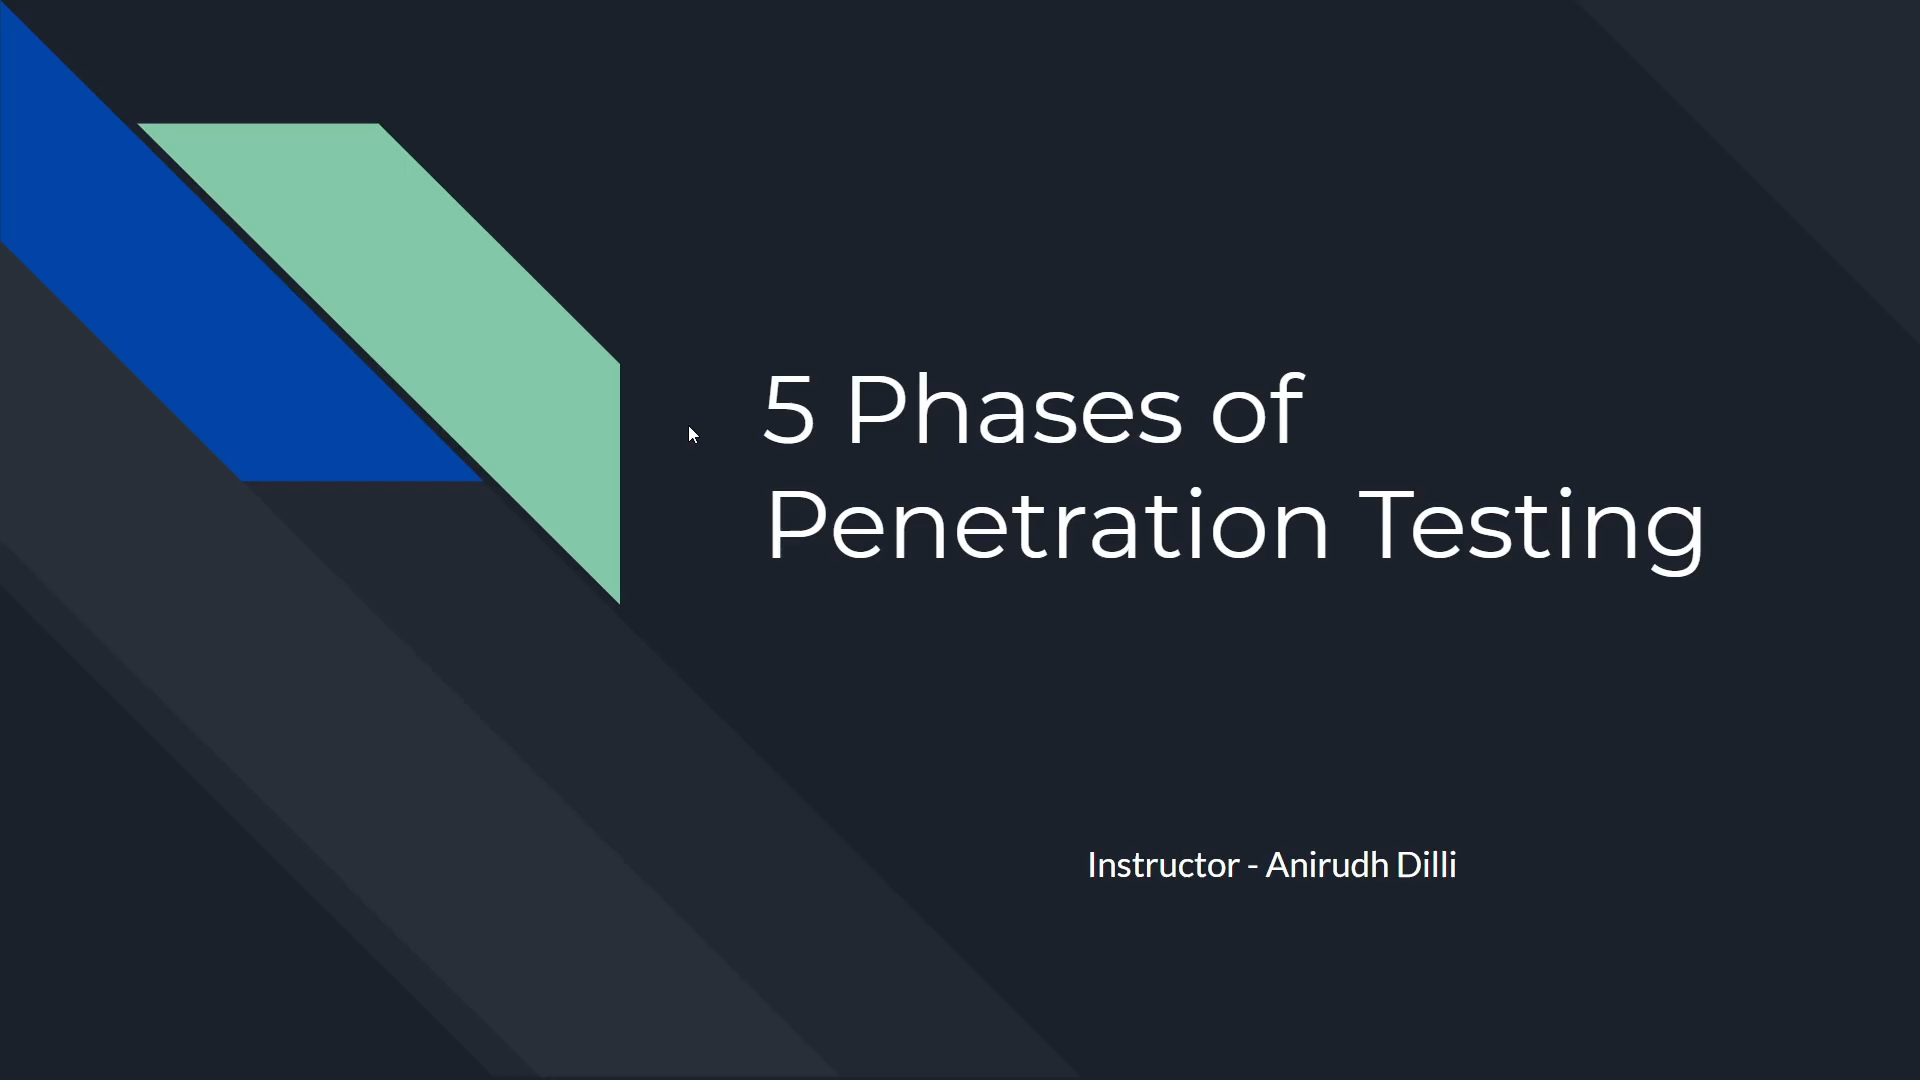 5 Phases of
Penetration Testing
Instructor - Anirudh Dilli